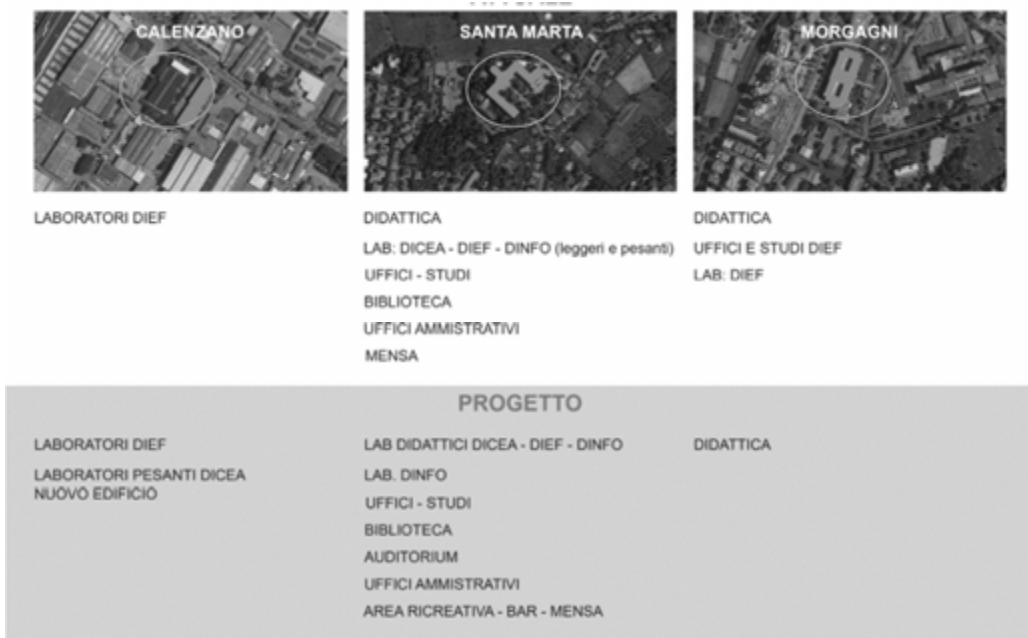 CALENZANO
LABORATORI DIEF
SANTA MARTA
DIDATTICA
LAB: DICEA - DIEF - DINFO (leggeri e pesanti)
UFFICI - STUDI
BIBLIOTECA
UFFICI AMMISTRATIVI
MENSA
MORGAGNI
DIDATTICA
UFFICI E STUDI DIEF
LAB: DIEF
PROGETTO
LABORATORI DIEF
LABORATORI PESANTI DICEA
NUOVO EDIFICIO
LAB DIDATTICI DICEA - DIEF - DINFO
LAB. DINFO
UFFICI - STUDI
BIBLIOTECA
AUDITORIUM
UFFICI AMMISTRATIVI
AREA RICREATIVA - BAR - MENSA
DIDATTICA